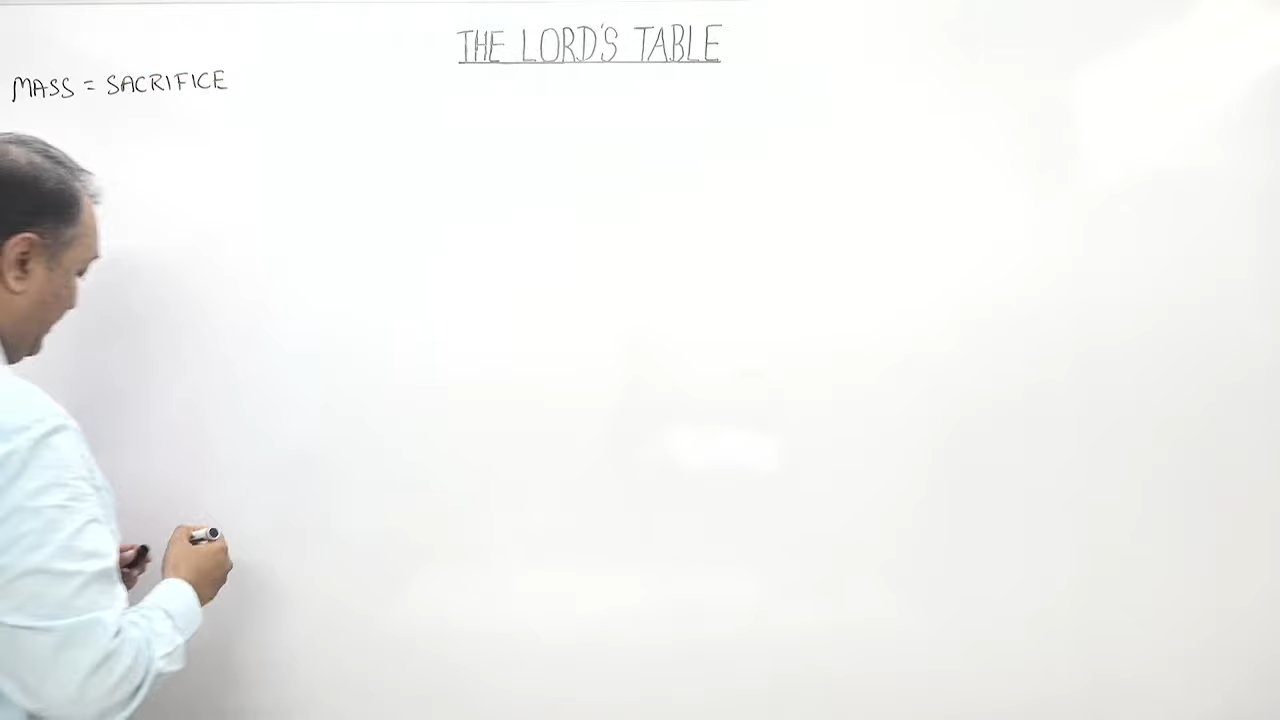 THE LORD'S TABLE
MASS = SACRIFICE